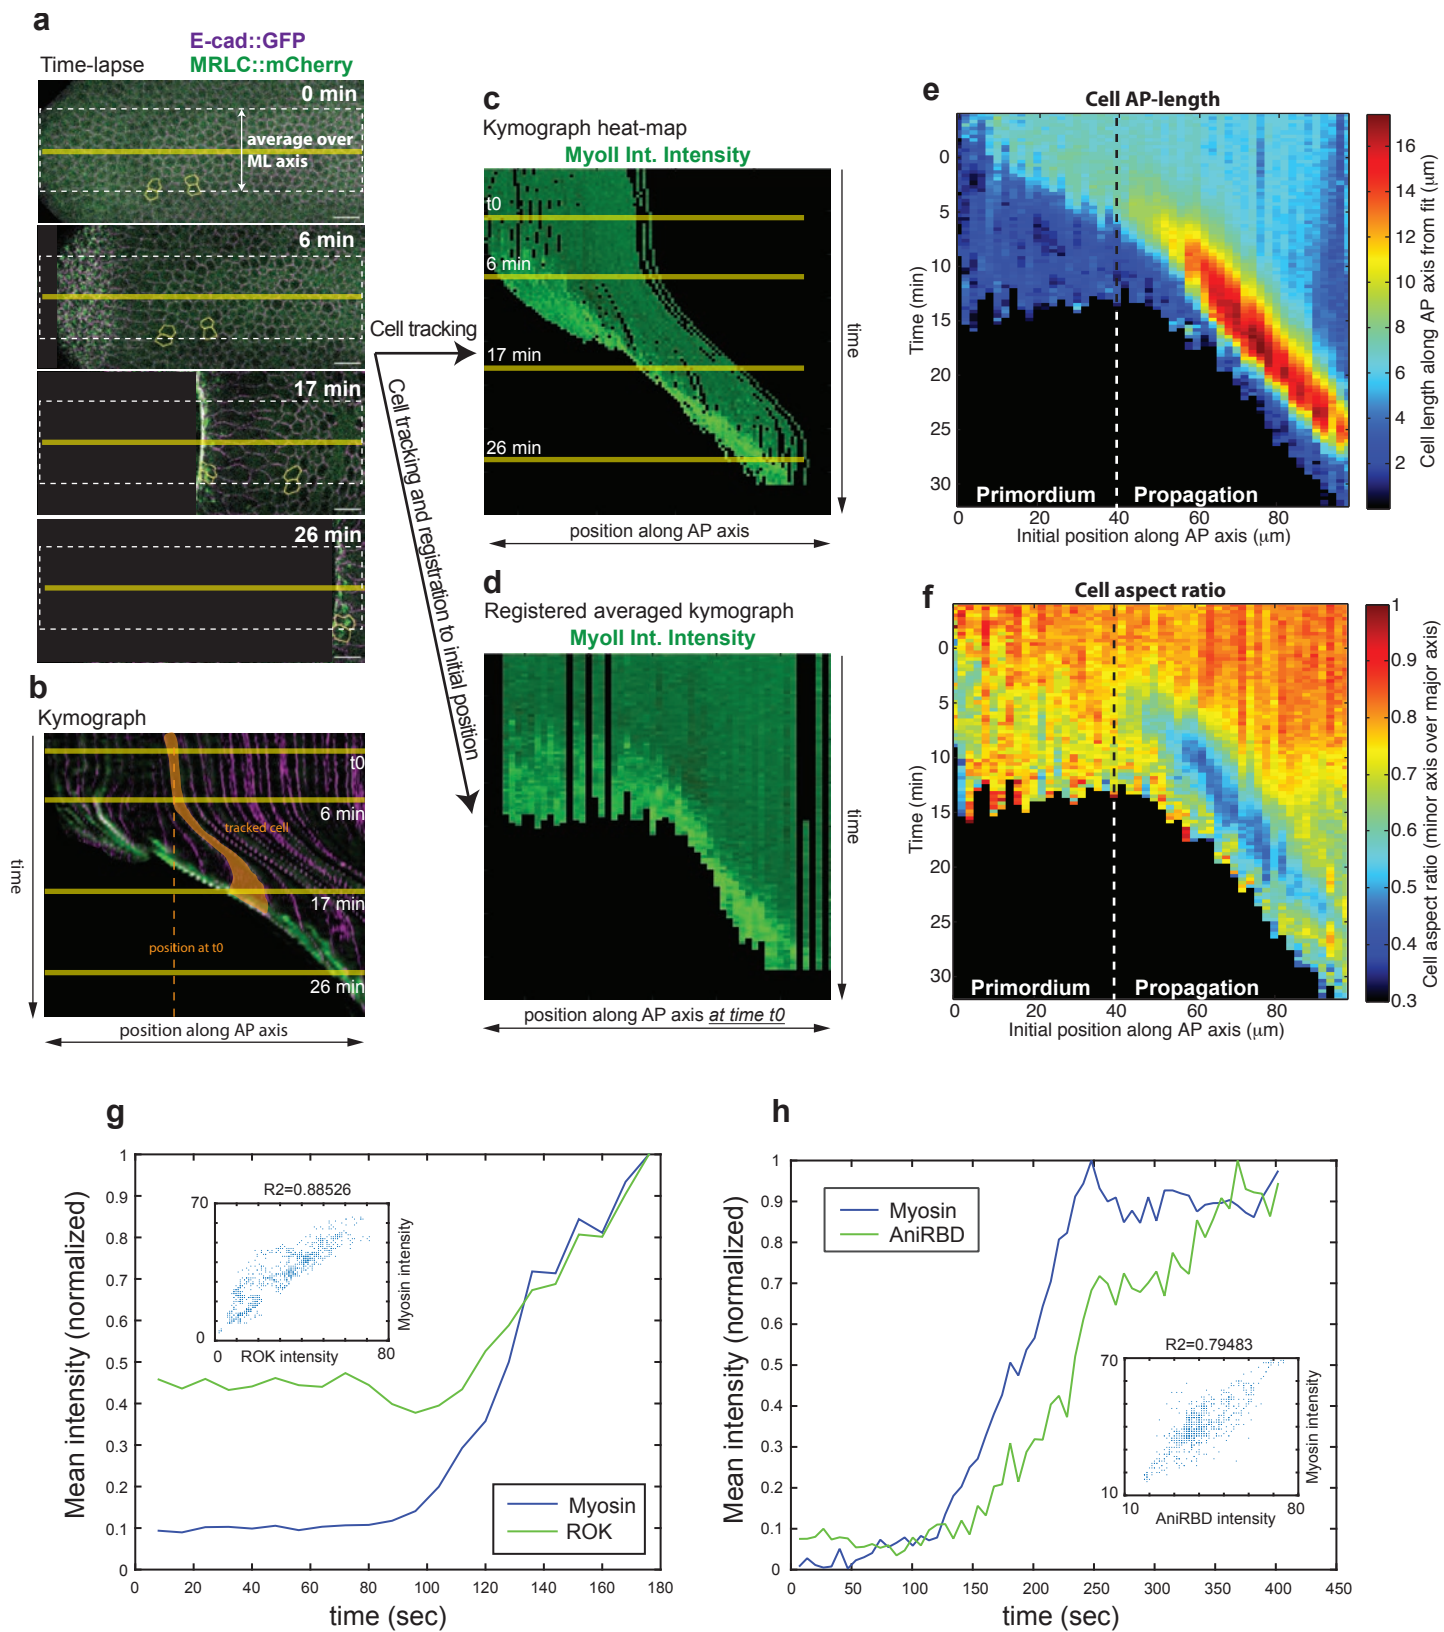 a
E-cad::GFP
Time-lapse
MRLC::mCherry
0 min
average over
ML axis
6 min
17 min
26 min
b
Kymograph
t0
6 min
tracked cell
17 min
position at t0
26 min
time
position along AP axis
Cell tracking
Cell tracking and registration to initial position
c
Kymograph heat-map
MyoII Int. Intensity
t0
6 min
17 min
26 min
time
position along AP axis
d
Registered averaged kymograph
MyoII Int. Intensity
time
position along AP axis at time t0
e
Cell AP-length
0
5
10
15
20
25
30
Time (min)
Primordium
Propagation
0
20
40
60
80
Initial position along AP axis (μm)
16
14
12
10
8
6
4
2
Cell length along AP axis from fit (μm)
f
Cell aspect ratio
0
5
10
15
20
25
30
Time (min)
Primordium
Propagation
0
20
40
60
80
Initial position along AP axis (μm)
1
0.9
0.8
0.7
0.6
0.5
0.4
0.3
Cell aspect ratio (minor axis over major axis)
g
1
0.9
0.8
0.7
0.6
0.5
0.4
0.3
0.2
0.1
0
Mean intensity (normalized)
R2=0.88526
70
0
0
ROK intensity
80
Myosin intensity
Myosin
ROK
0
20
40
60
80
100
120
140
160
180
time (sec)
h
1
0.9
0.8
0.7
0.6
0.5
0.4
0.3
0.2
0.1
0
Mean intensity (normalized)
Myosin
AniRBD
R2=0.79483
70
10
10
80
AniRBD intensity
Myosin intensity
0
50
100
150
200
250
300
350
400
450
time (sec)